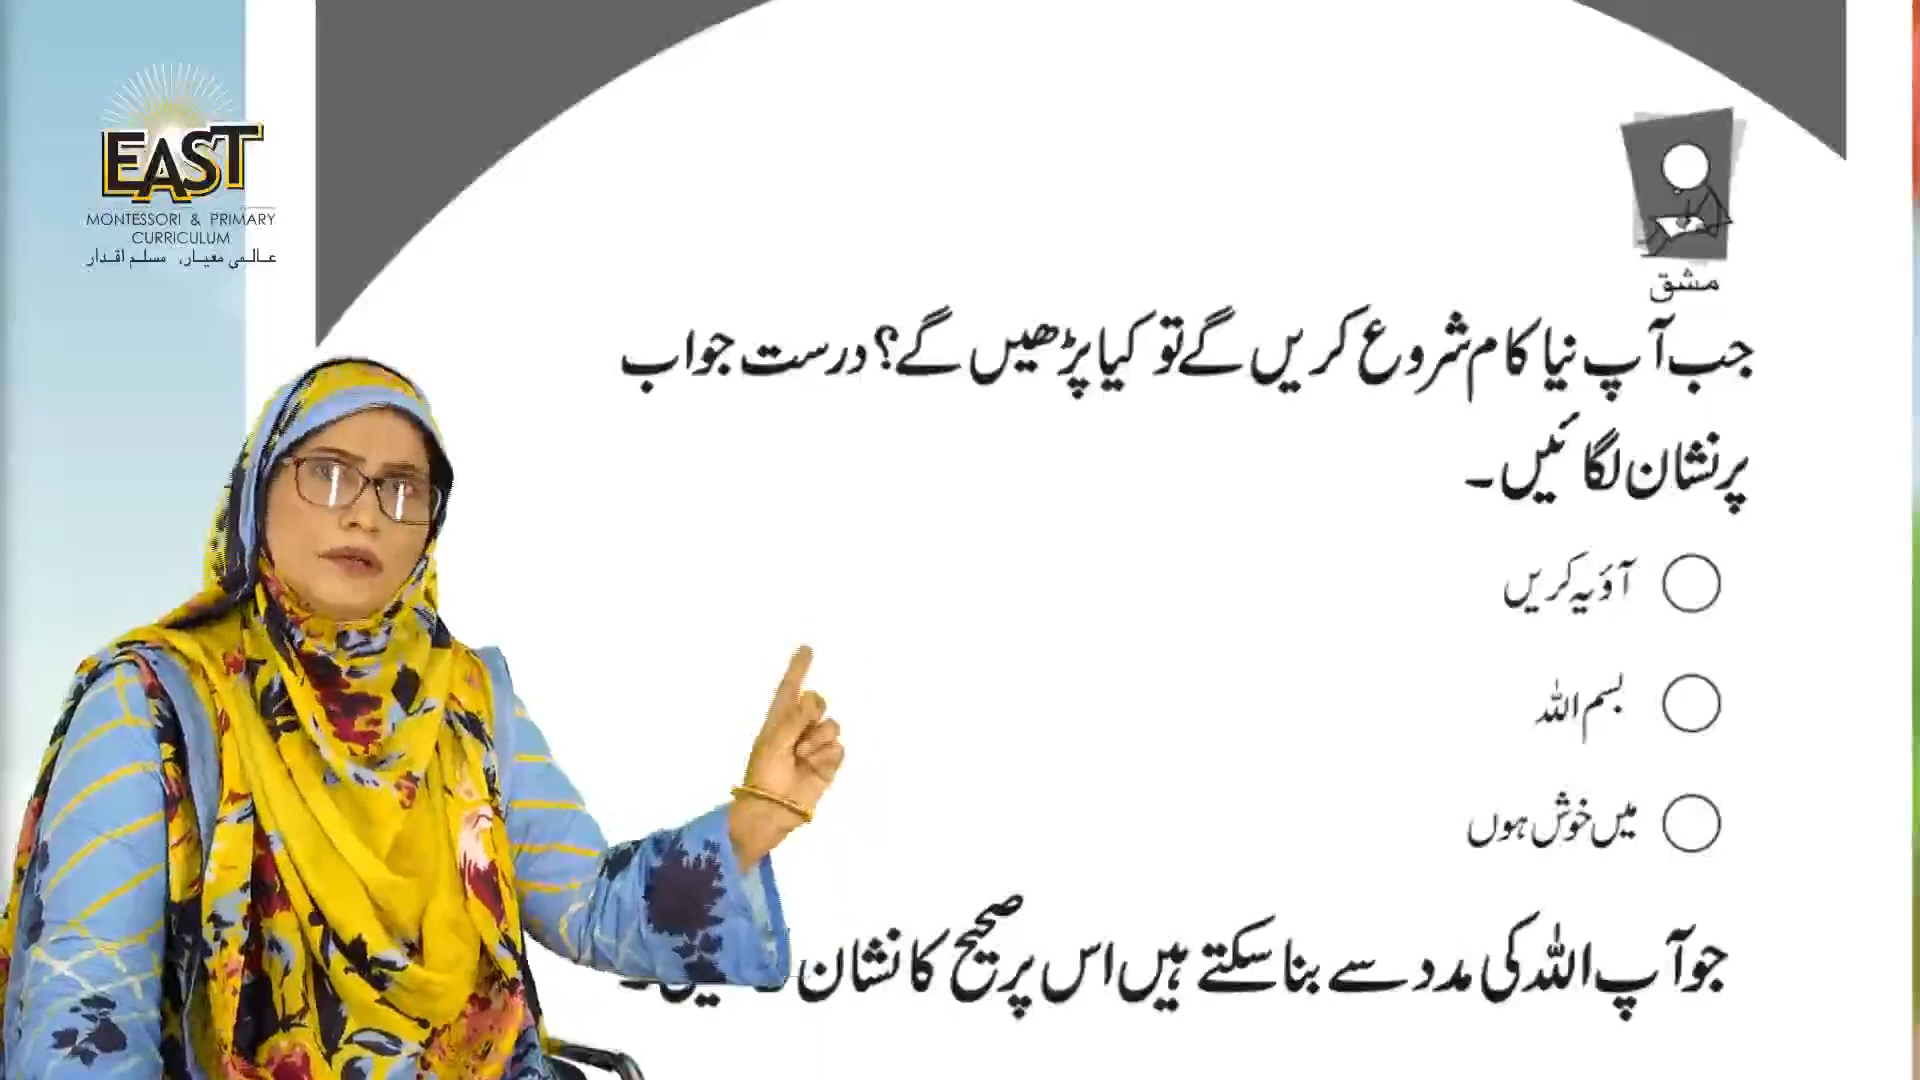 EAST
MONTESSORI & PRIMARY
CURRICULUM
عالمی معیار، مسلم اقدار
مشق
جب آپ نیا کام شروع کریں گے تو کیا پڑھیں گے؟ درست جواب
پر نشان لگائیں۔
آؤ یہ کریں
بسم اللہ
میں خوش ہوں
جو آپ اللہ کی مدد سے بنا سکتے ہیں اس پر صحیح کا نشان